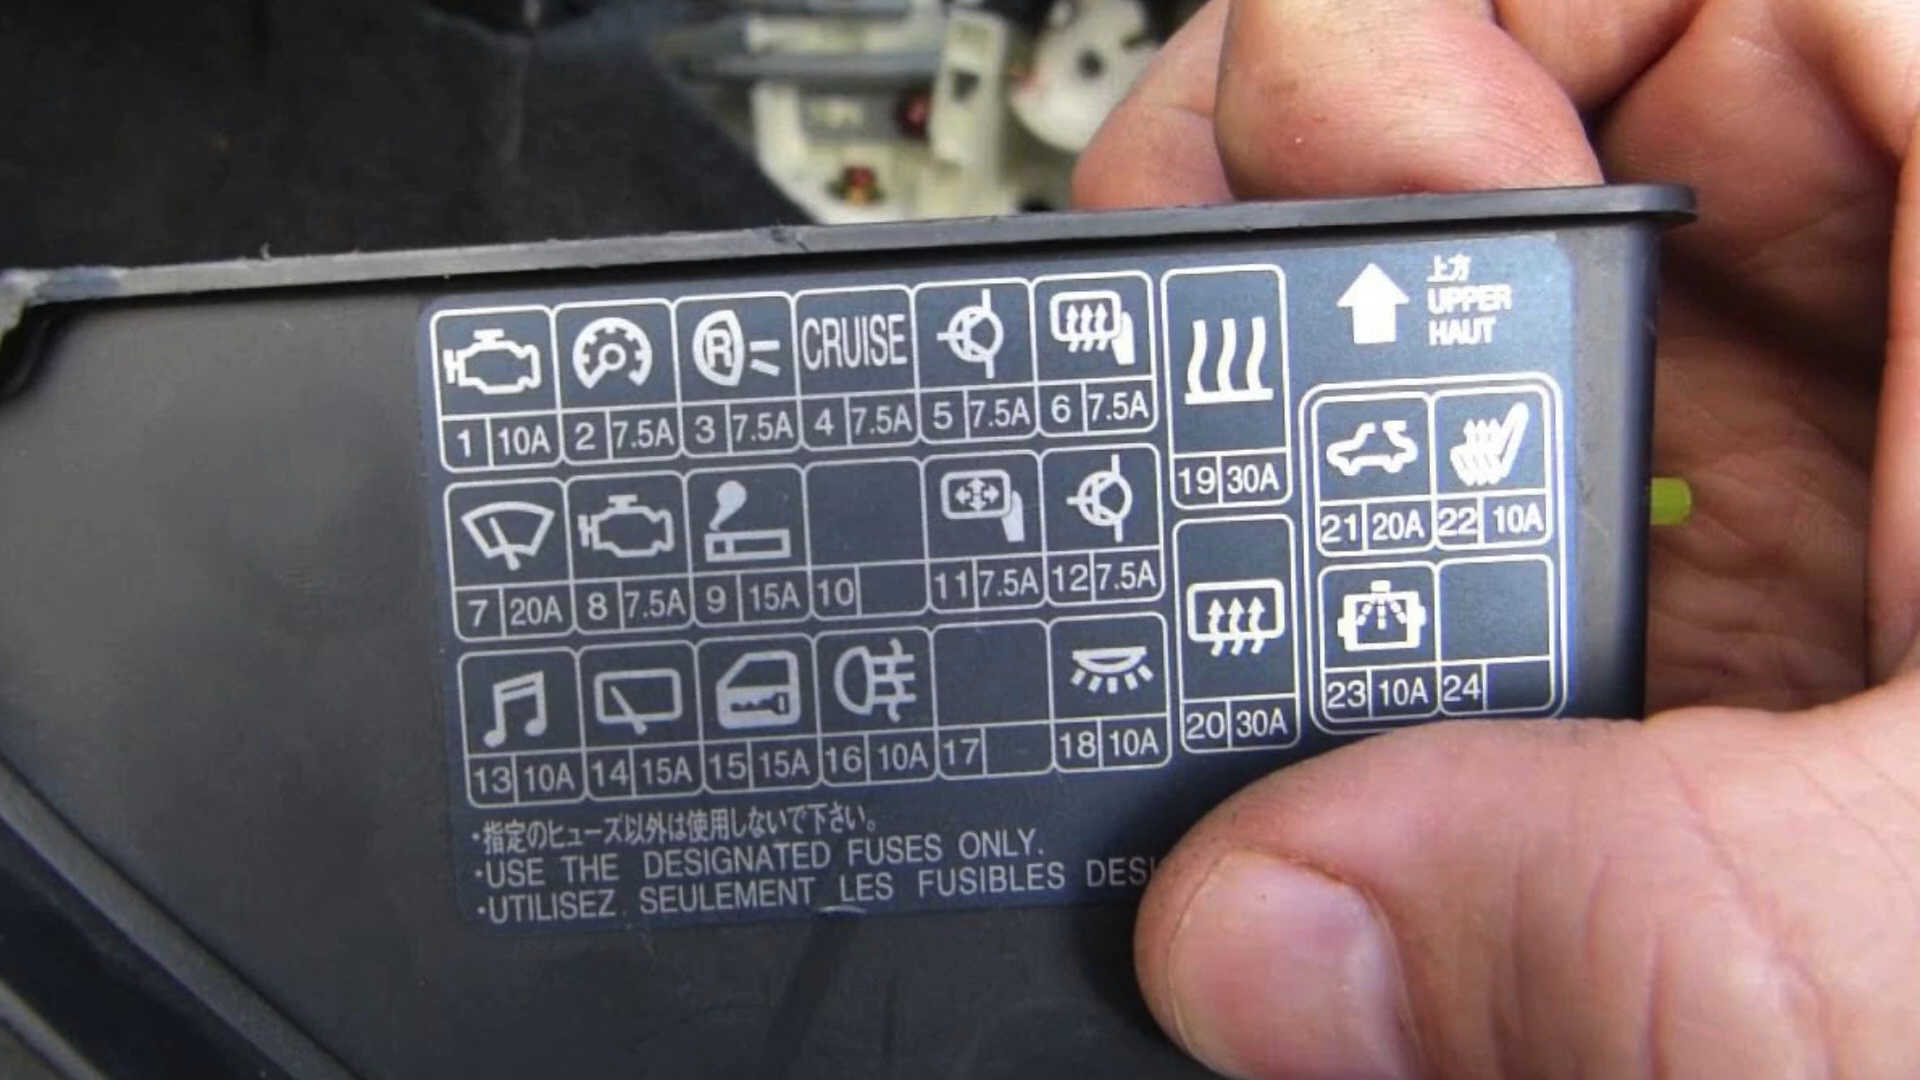 上方
UPPER
HAUT
R CRUISE
1 10A 2 7.5A 3 7.5A 4 7.5A 5 7.5A 6 7.5A
19 30A
21 20A 22 10A
7 20A 8 7.5A 9 15A 10 11 7.5A 12 7.5A
20 30A
23 10A 24
13 10A 14 15A 15 15A 16 10A 17 18 10A
・指定のヒューズ以外は使用しないで下さい。
・USE THE DESIGNATED FUSES ONLY.
・UTILISEZ SEULEMENT LES FUSIBLES